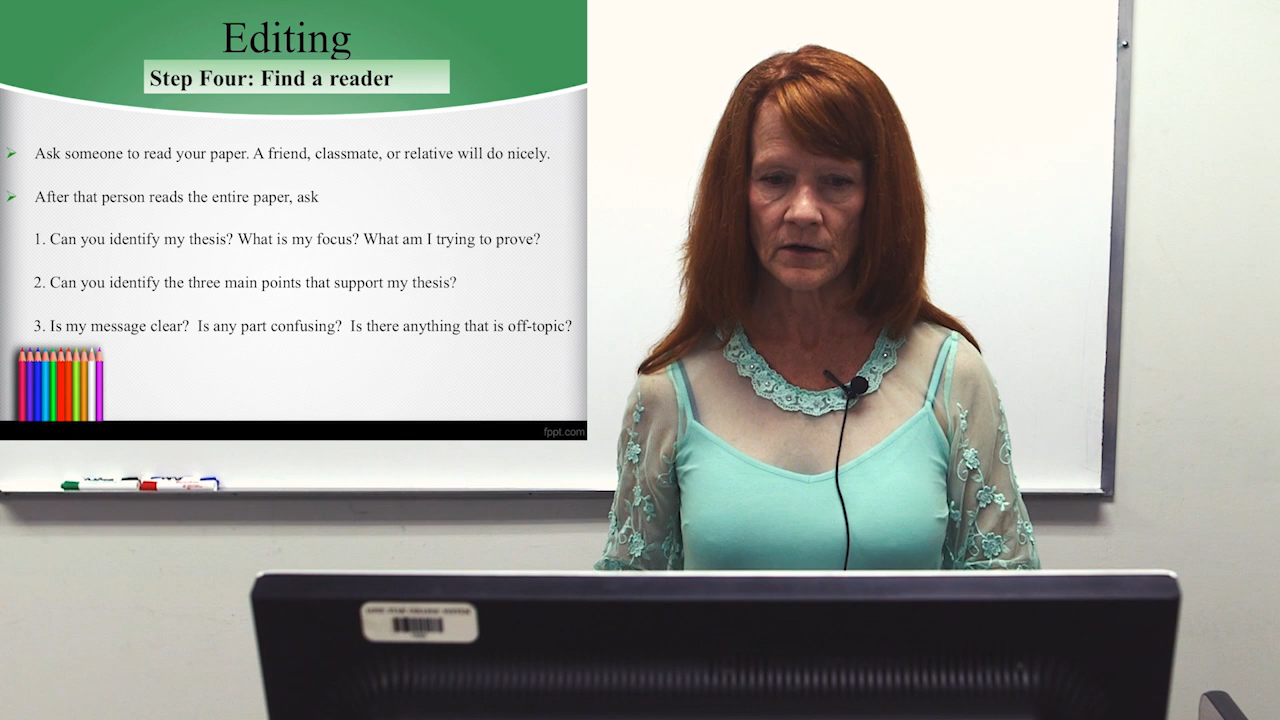 Editing
Step Four: Find a reader
Ask someone to read your paper. A friend, classmate, or relative will do nicely.
After that person reads the entire paper, ask
1. Can you identify my thesis? What is my focus? What am I trying to prove?
2. Can you identify the three main points that support my thesis?
3. Is my message clear?  Is any part confusing?  Is there anything that is off-topic?
fppt.com